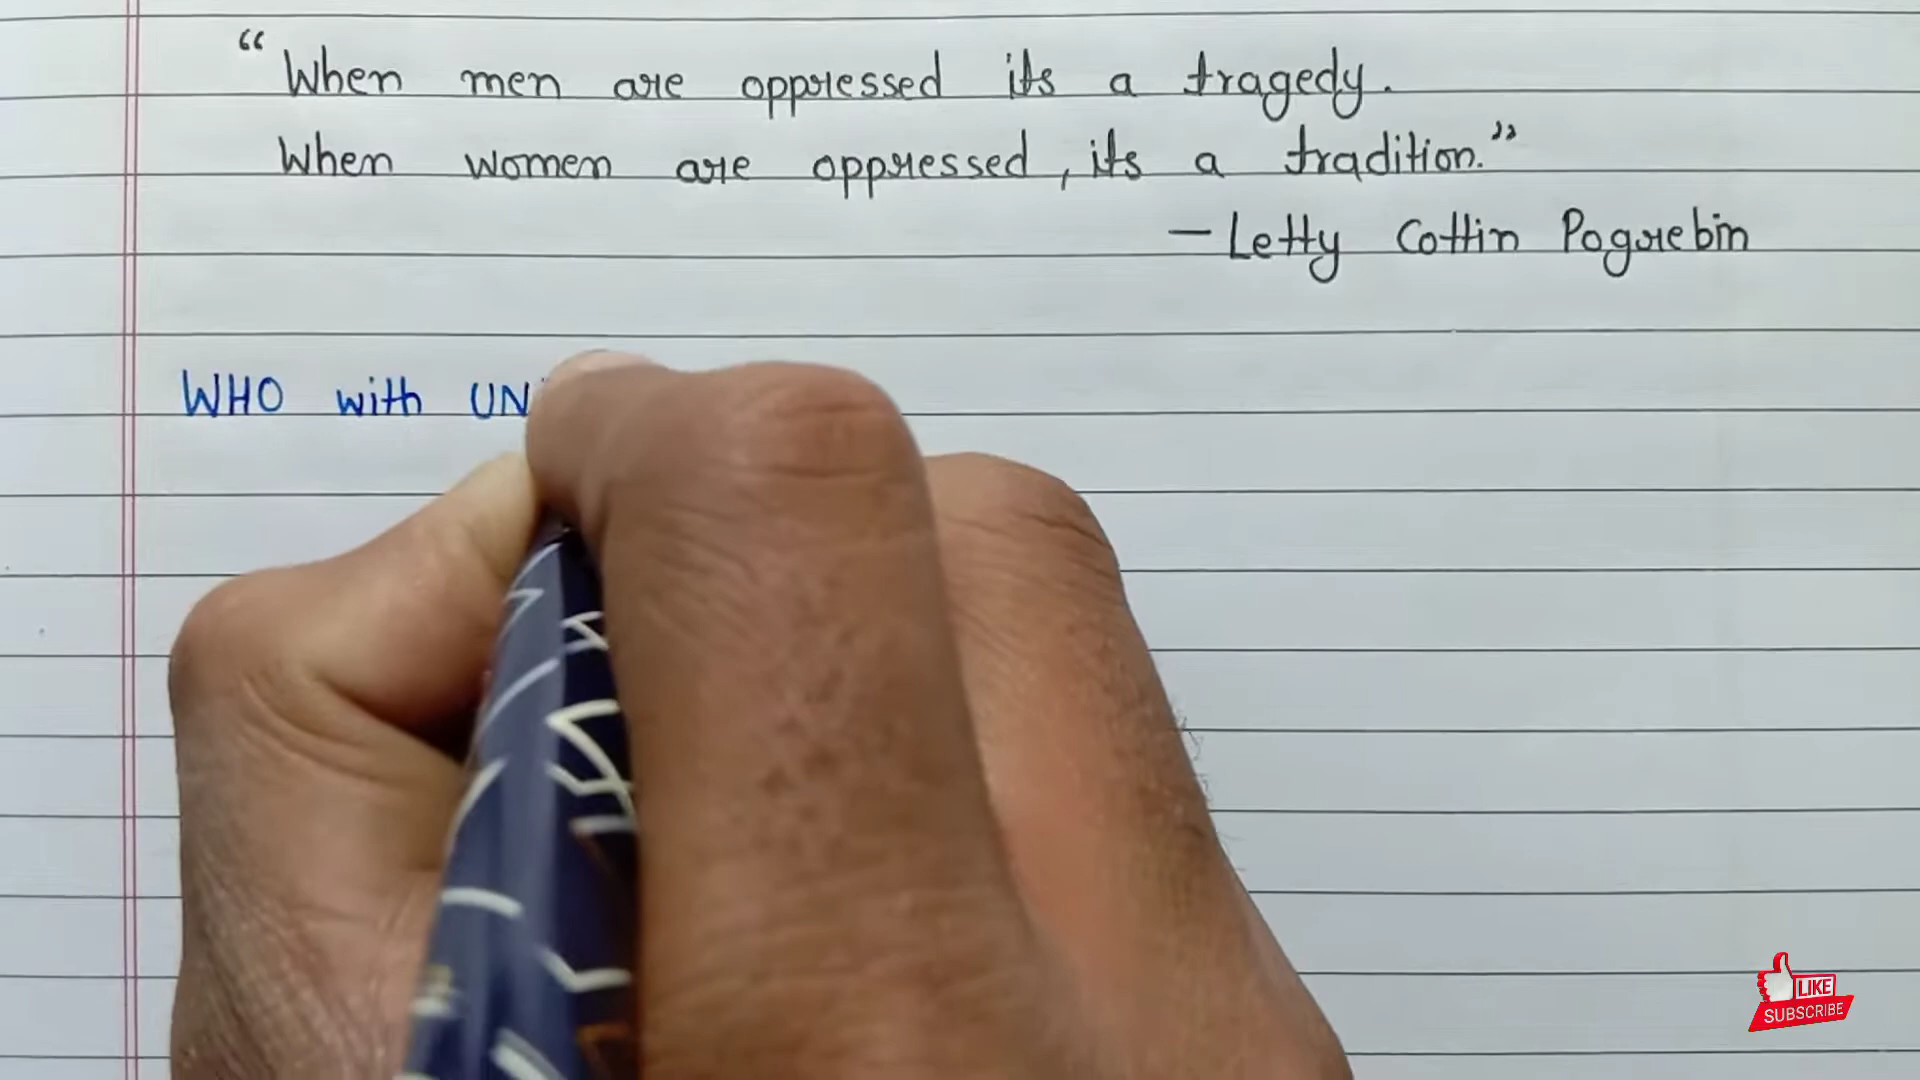 “When men are oppressed its a tragedy.
When women are oppressed, its a tradition.”
— Letty Cottin Pogrebin
WHO with UN
LIKE
SUBSCRIBE